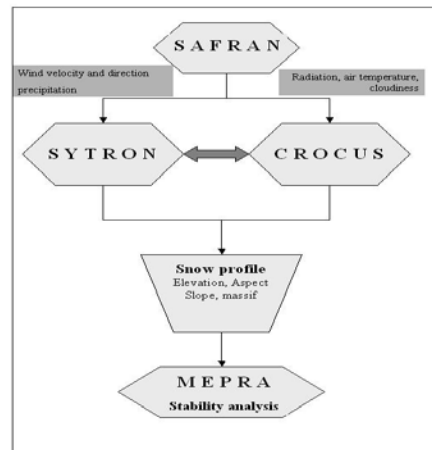 SAFRAN
Wind velocity and direction
precipitation
Radiation, air temperature,
cloudiness
SYTRON
CROCUS
Snow profile
Elevation, Aspect
Slope, massif
MEPRA
Stability analysis